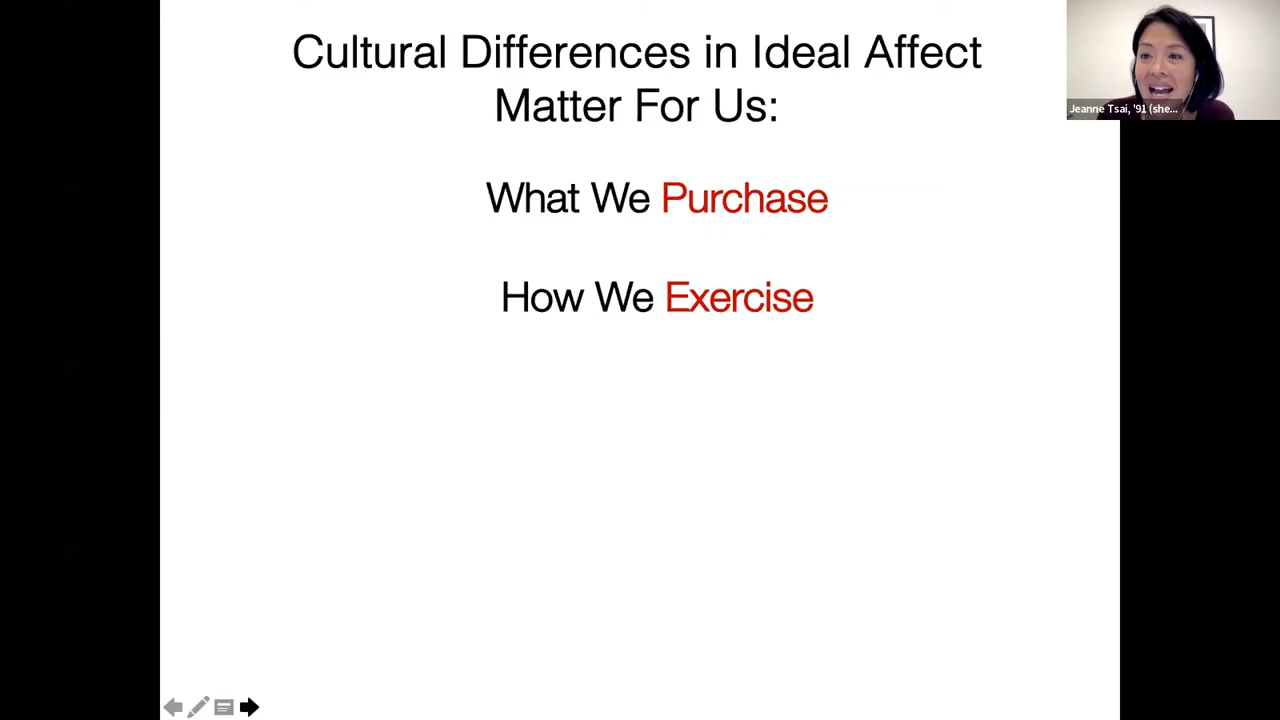 Cultural Differences in Ideal Affect
Matter For Us:
Jeanne Tsai, '91 (she...
What We Purchase
How We Exercise